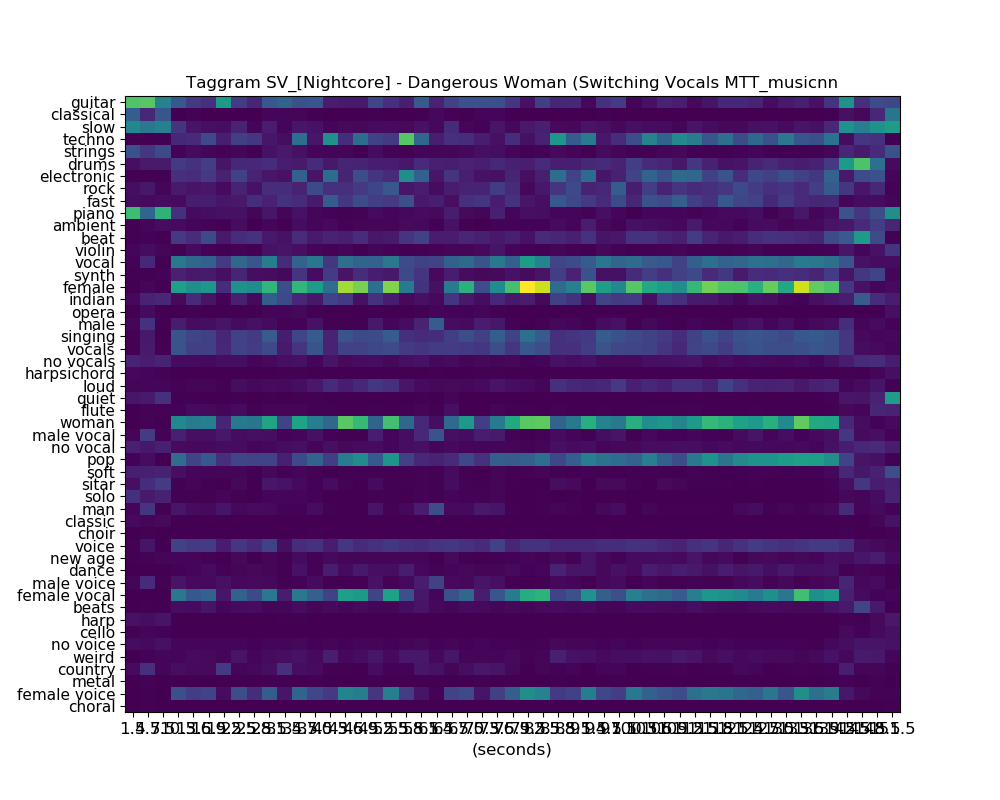 Taggram SV_[Nightcore] - Dangerous Woman (Switching Vocals MTT_musicnn
guitar
classical
slow
techno
strings
drums
electronic
rock
fast
piano
ambient
beat
violin
vocal
synth
female
indian
opera
male
singing
vocals
no vocals
harpsichord
loud
quiet
flute
woman
male vocal
no vocal
pop
soft
sitar
solo
man
classic
choir
voice
new age
dance
male voice
female vocal
beats
harp
cello
no voice
weird
country
metal
female voice
choral
(seconds)